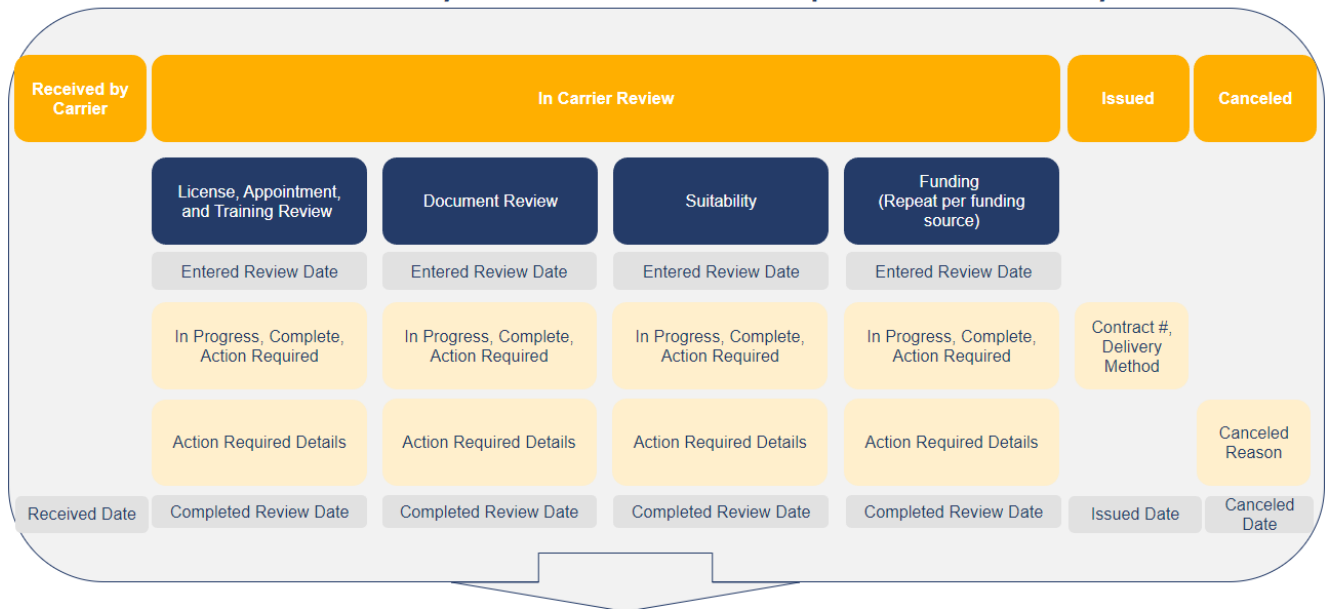 Received by
Carrier
In Carrier Review
Issued
Canceled
License, Appointment,
and Training Review
Document Review
Suitability
Funding
(Repeat per funding
source)
Entered Review Date
Entered Review Date
Entered Review Date
Entered Review Date
In Progress, Complete,
Action Required
In Progress, Complete,
Action Required
In Progress, Complete,
Action Required
In Progress, Complete,
Action Required
Contract #,
Delivery
Method
Action Required Details
Action Required Details
Action Required Details
Action Required Details
Canceled
Reason
Received Date
Completed Review Date
Completed Review Date
Completed Review Date
Completed Review Date
Issued Date
Canceled
Date